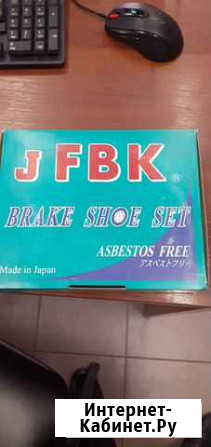 JFBK®
BRAKE SHOE SET
ASBESTOS FREE
アスベストフリー
Made in Japan
Интернет-
Кабинет.Ру